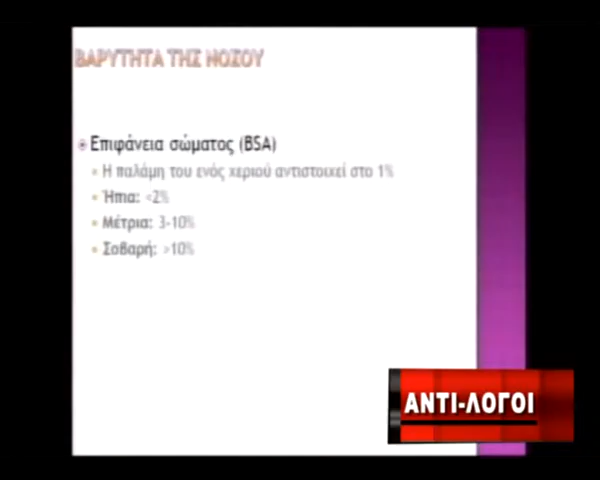 ΒΑΡΥΤΗΤΑ ΤΗΣ ΝΟΣΟΥ
Επιφάνεια σώματος (BSA)
Η παλάμη του ενός χεριού αντιστοιχεί στο 1%
Ήπια: <2%
Μέτρια: 3-10%
Σοβαρή: >10%
ΑΝΤΙ-ΛΟΓΟΙ